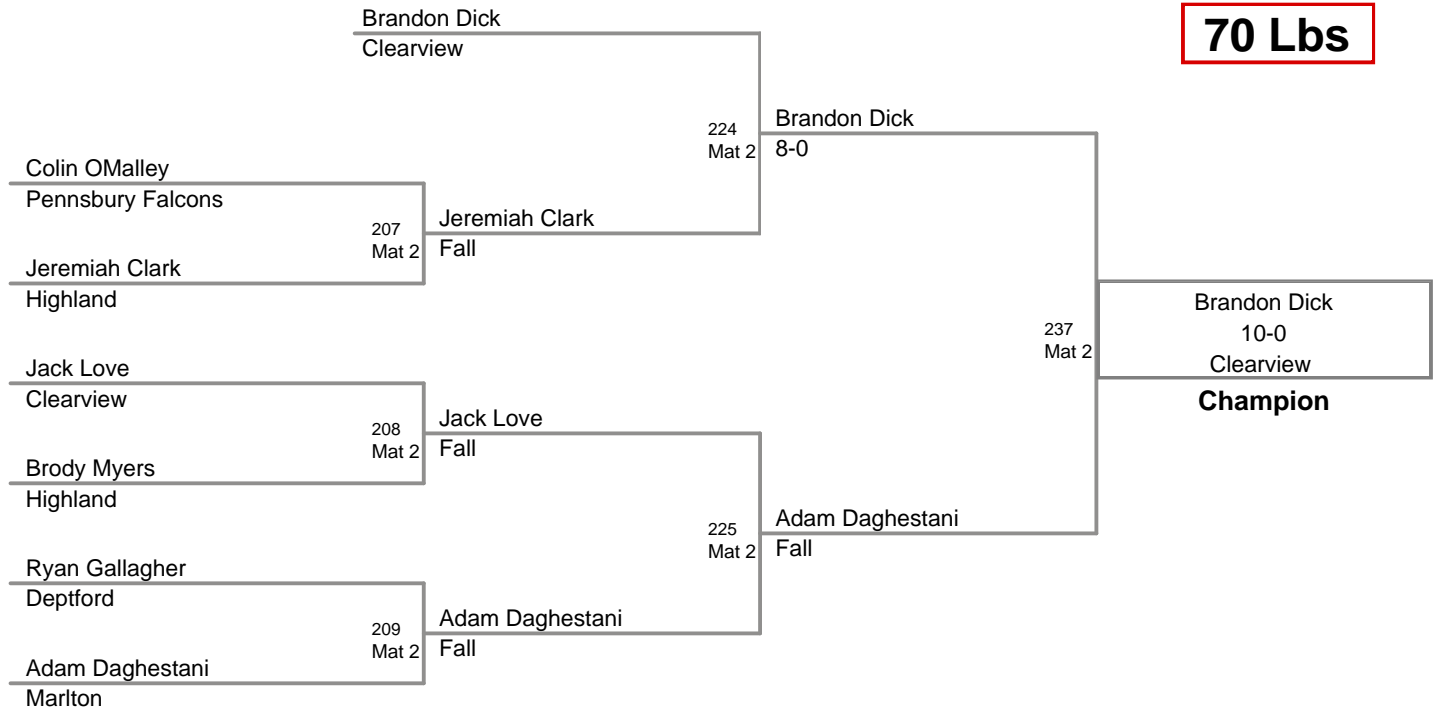 Brandon Dick
Clearview
70 Lbs
224
Mat 2
Brandon Dick
8-0
Colin OMalley
Pennsbury Falcons
207
Mat 2
Jeremiah Clark
Fall
Jeremiah Clark
Highland
237
Mat 2
Brandon Dick
10-0
Clearview
Champion
Jack Love
Clearview
208
Mat 2
Jack Love
Fall
Brody Myers
Highland
225
Mat 2
Adam Daghestani
Fall
Ryan Gallagher
Deptford
209
Mat 2
Adam Daghestani
Fall
Adam Daghestani
Marlton